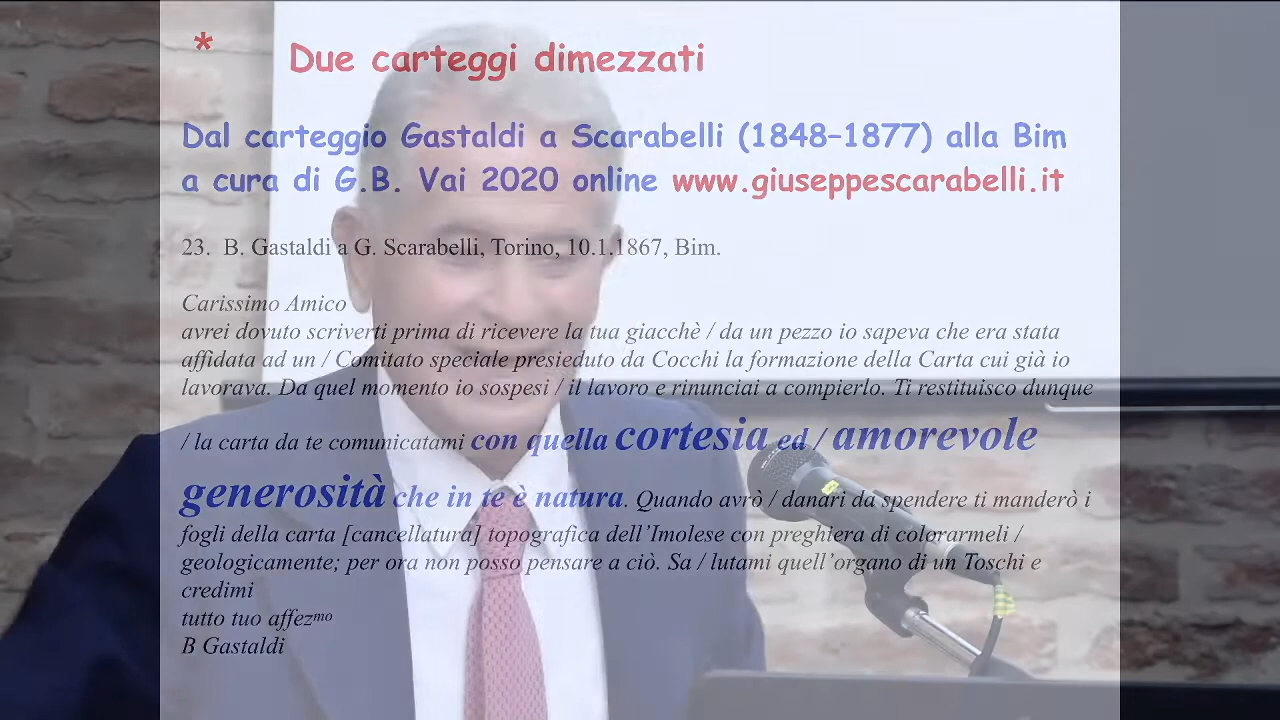 * Due carteggi dimezzati
Dal carteggio Gastaldi a Scarabelli (1848–1877) alla Bim
a cura di G.B. Vai 2020 online www.giuseppescarabelli.it
23. B. Gastaldi a G. Scarabelli, Torino, 10.1.1867, Bim.
Carissimo Amico
avrei dovuto scriverti prima di ricevere la tua giacchè / da un pezzo io sapeva che era stata
affidata ad un / Comitato speciale presieduto da Cocchi la formazione della Carta cui già io
lavorava. Da quel momento io sospesi / il lavoro e rinunciai a compierlo. Ti restituisco dunque
/ la carta da te comunicatami con quella cortesia ed / amorevole
generosità che in te è natura. Quando avrò / danari da spendere ti manderò i
fogli della carta [cancellatura] topografica dell’Imolese con preghiera di colorarmeli /
geologicamente; per ora non posso pensare a ciò. Sa / lutami quell’organo di un Toschi e
credimi
tutto tuo affezmo
B Gastaldi